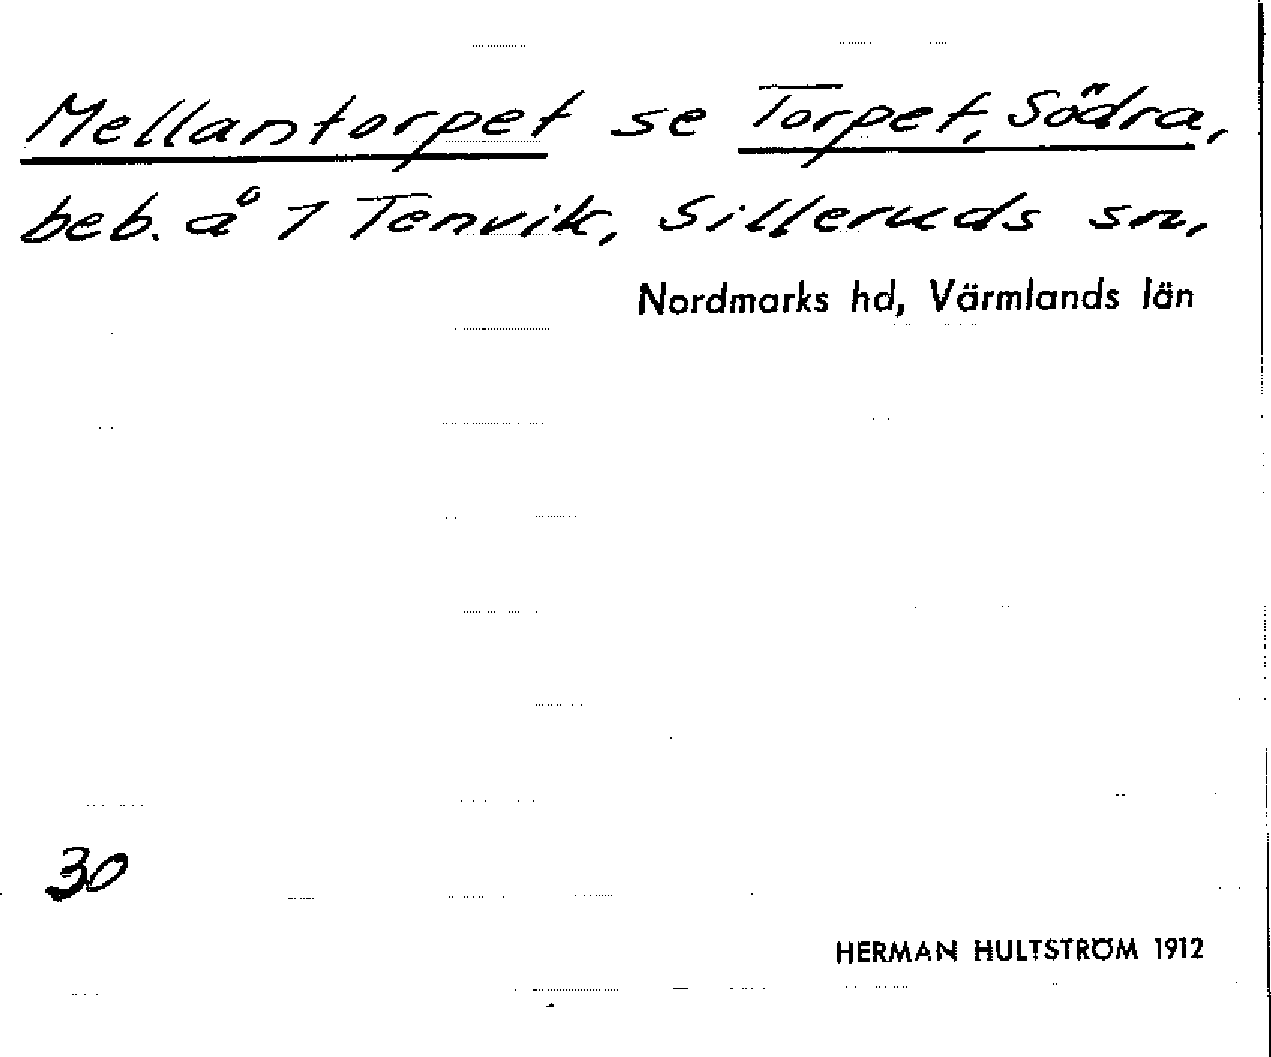 Mellantorpet se Torpet, Södra,
beb. å 1 Tenvik, Silleruds sn,
Nordmarks hd, Värmlands län
30
HERMAN HULTSTRÖM 1912